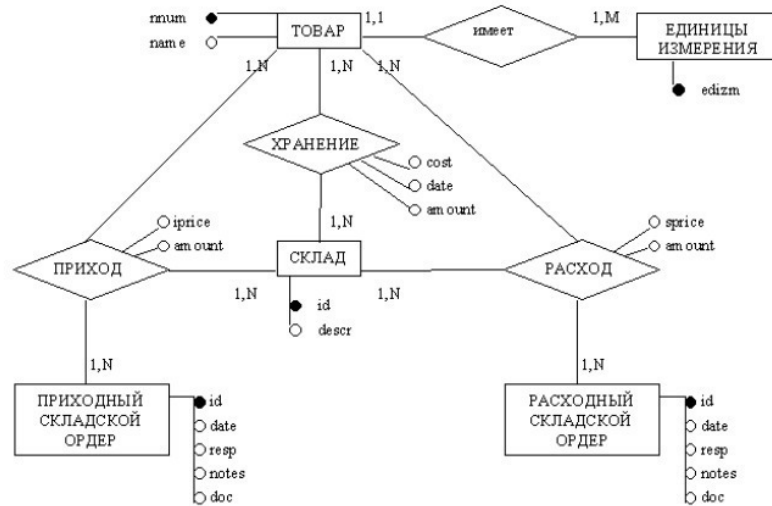 nnum
name
ТОВАР
1,1
имеет
1,М
ЕДИНИЦЫ
ИЗМЕРЕНИЯ
edizm
1,N
1,N
1,N
ХРАНЕНИЕ
cost
date
amount
1,N
iprice
amount
ПРИХОД
СКЛАД
sprice
amount
РАСХОД
1,N
1,N
id
descr
1,N
1,N
ПРИХОДНЫЙ
СКЛАДСКОЙ
ОРДЕР
id
date
resp
notes
doc
РАСХОДНЫЙ
СКЛАДСКОЙ
ОРДЕР
id
date
resp
notes
doc